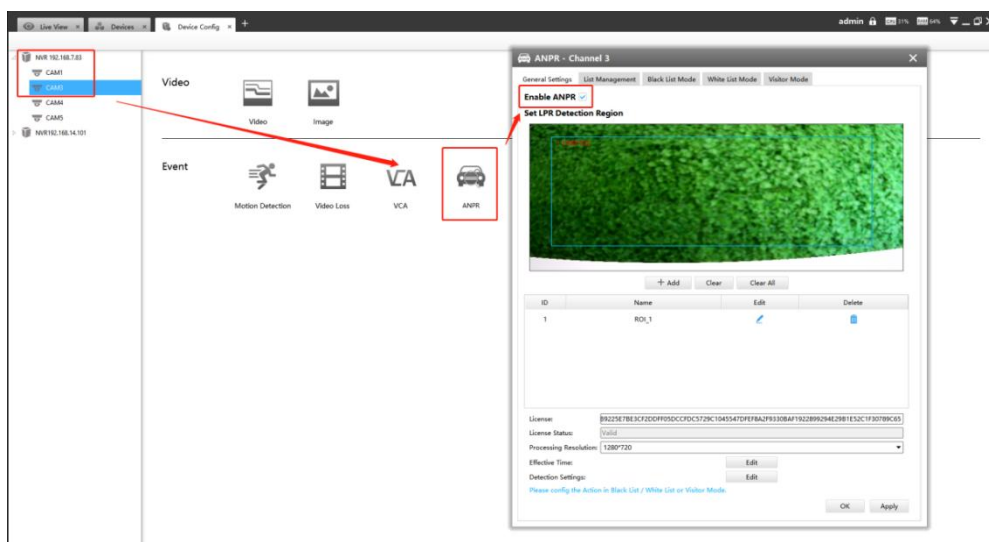 Live View × Devices × Device Config × + admin 31% 64%
NVR 192.168.7.83
CAM1
CAM3
CAM4
CAM5
NVR192.168.14.101
Video
Video Image
Event
Motion Detection Video Loss VCA ANPR
ANPR - Channel 3
General Settings List Management Black List Mode White List Mode Visitor Mode
Enable ANPR
Set LPR Detection Region
+ Add Clear Clear All
ID Name Edit Delete
1 ROI_1
License:
License Status: Valid
Processing Resolution: 1280*720
Effective Time: Edit
Detection Settings: Edit
Please config the Action in Black List / White List or Visitor Mode.
OK Apply